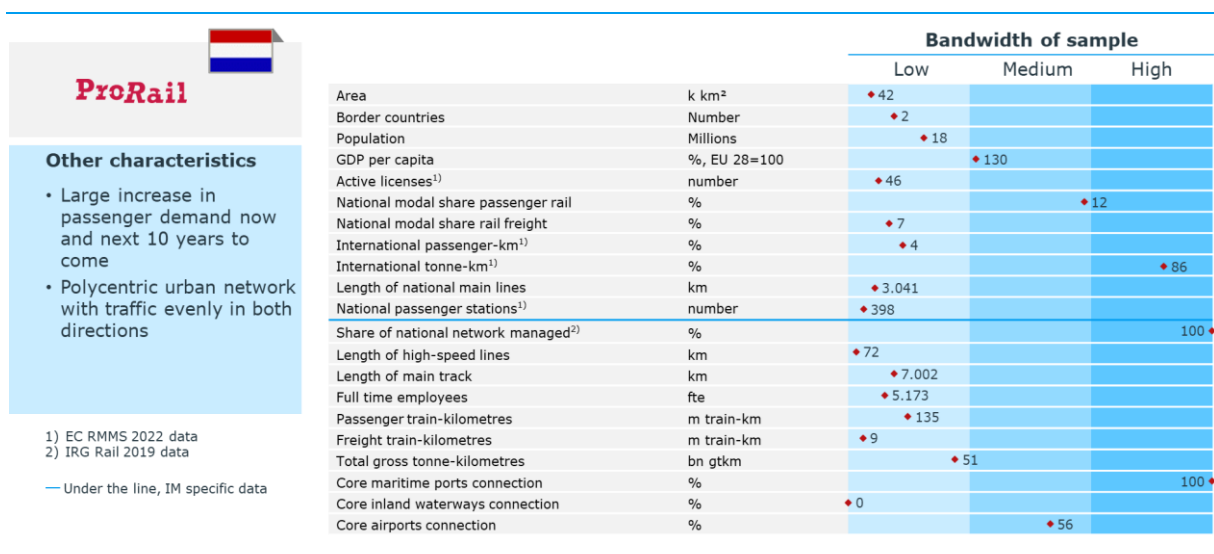 ProRail
Other characteristics
• Large increase in
passenger demand now
and next 10 years to
come
• Polycentric urban network
with traffic evenly in both
directions
1) EC RMMS 2022 data
2) IRG Rail 2019 data
— Under the line, IM specific data
Bandwidth of sample
Low Medium High
Area k km² 42
Border countries Number 2
Population Millions 18
GDP per capita %, EU 28=100 130
Active licenses1) number 46
National modal share passenger rail % 12
National modal share rail freight % 7
International passenger-km1) % 4
International tonne-km1) % 86
Length of national main lines km 3.041
National passenger stations1) number 398
Share of national network managed2) % 100
Length of high-speed lines km 72
Length of main track km 7.002
Full time employees fte 5.173
Passenger train-kilometres m train-km 135
Freight train-kilometres m train-km 9
Total gross tonne-kilometres bn gtkm 51
Core maritime ports connection % 100
Core inland waterways connection % 0
Core airports connection % 56